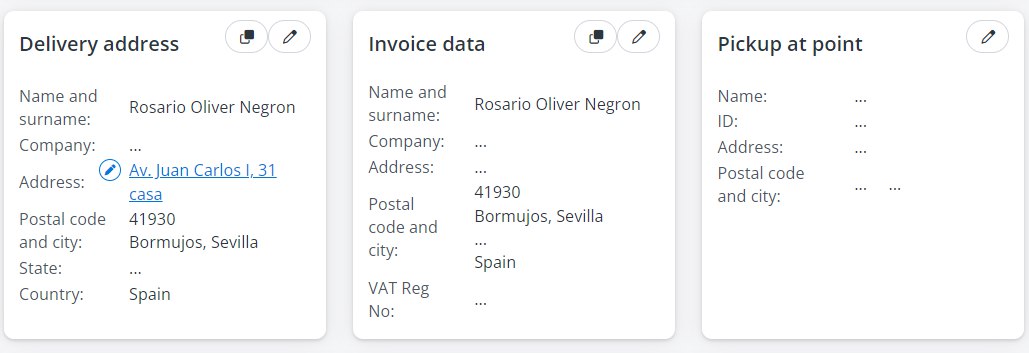 Delivery address
Name and surname: Rosario Oliver Negron
Company: ...
Address: Av. Juan Carlos I, 31
casa
Postal code and city: 41930
Bormujos, Sevilla
State: ...
Country: Spain
Invoice data
Name and surname: Rosario Oliver Negron
Company: ...
Address: ...
Postal code and city: 41930
Bormujos, Sevilla
...
Spain
VAT Reg No: ...
Pickup at point
Name: ...
ID: ...
Address: ...
Postal code and city: ... ...